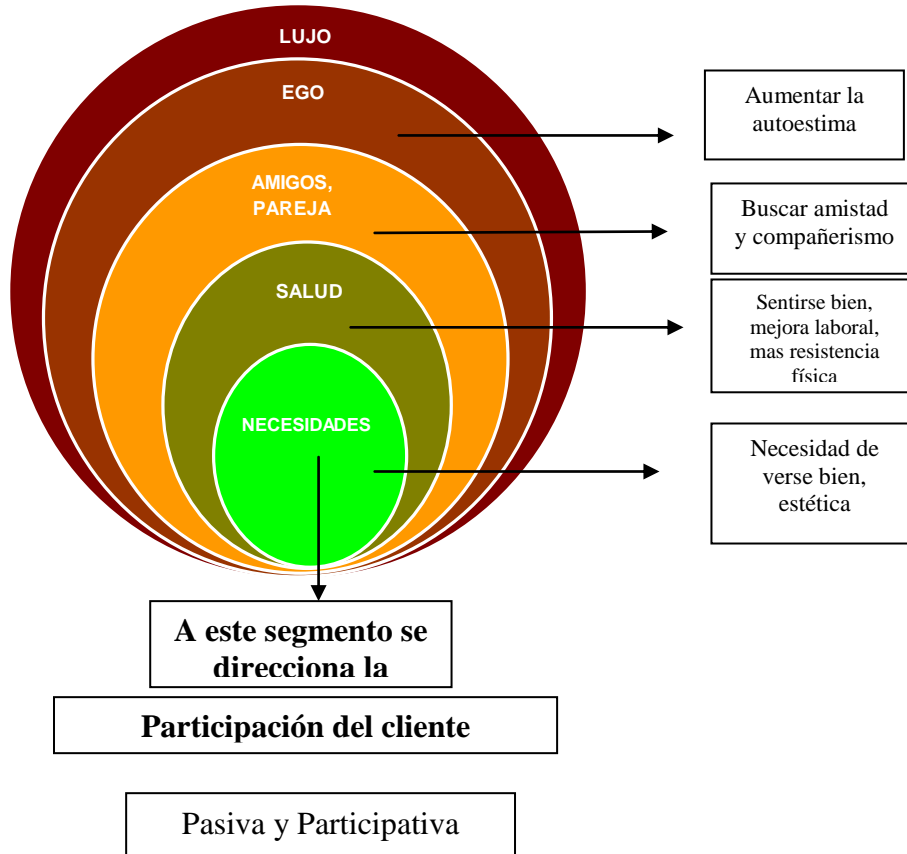 LUJO
EGO
Aumentar la
autoestima
AMIGOS,
PAREJA
Buscar amistad
y compañerismo
SALUD
Sentirse bien,
mejora laboral,
mas resistencia
física
NECESIDADES
Necesidad de
verse bien,
estética
A este segmento se
direcciona la
Participación del cliente
Pasiva y Participativa